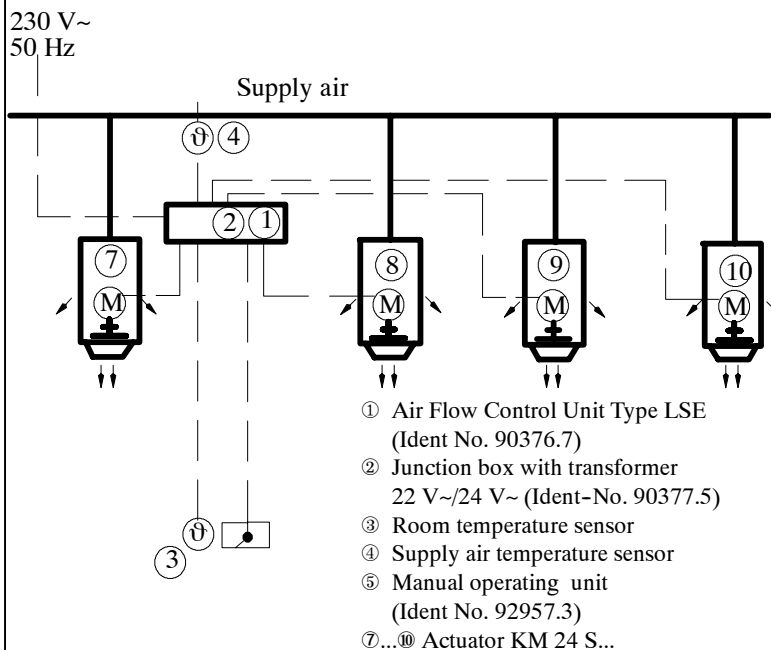 230 V~
50 Hz
Supply air
ϑ ④
② ①
⑦ ⑧ ⑨ ⑩
M M M M
ϑ
③
① Air Flow Control Unit Type LSE
(Ident No. 90376.7)
② Junction box with transformer
22 V~/24 V~ (Ident-No. 90377.5)
③ Room temperature sensor
④ Supply air temperature sensor
⑤ Manual operating unit
(Ident No. 92957.3)
⑦...⑩ Actuator KM 24 S...